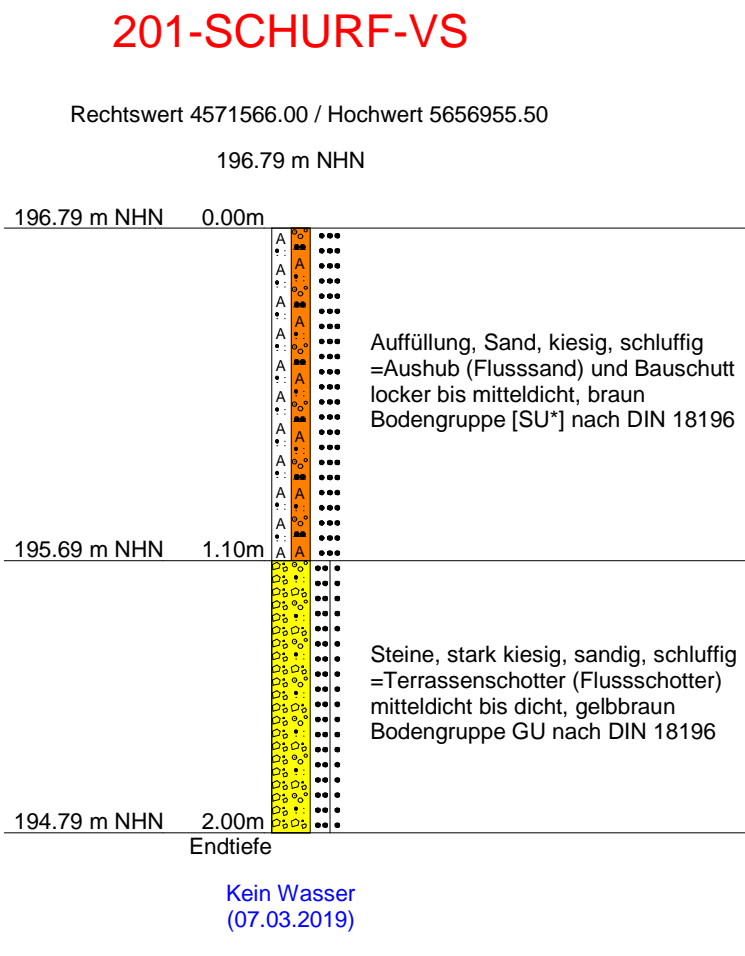 201-SCHURF-VS
Rechtswert 4571566.00 / Hochwert 5656955.50
196.79 m NHN
196.79 m NHN 0.00m
Auffüllung, Sand, kiesig, schluffig
=Aushub (Flusssand) und Bauschutt
locker bis mitteldicht, braun
Bodengruppe [SU*] nach DIN 18196
195.69 m NHN 1.10m
Steine, stark kiesig, sandig, schluffig
=Terrassenschotter (Flussschotter)
mitteldicht bis dicht, gelbbraun
Bodengruppe GU nach DIN 18196
194.79 m NHN 2.00m
Endtiefe
Kein Wasser
(07.03.2019)